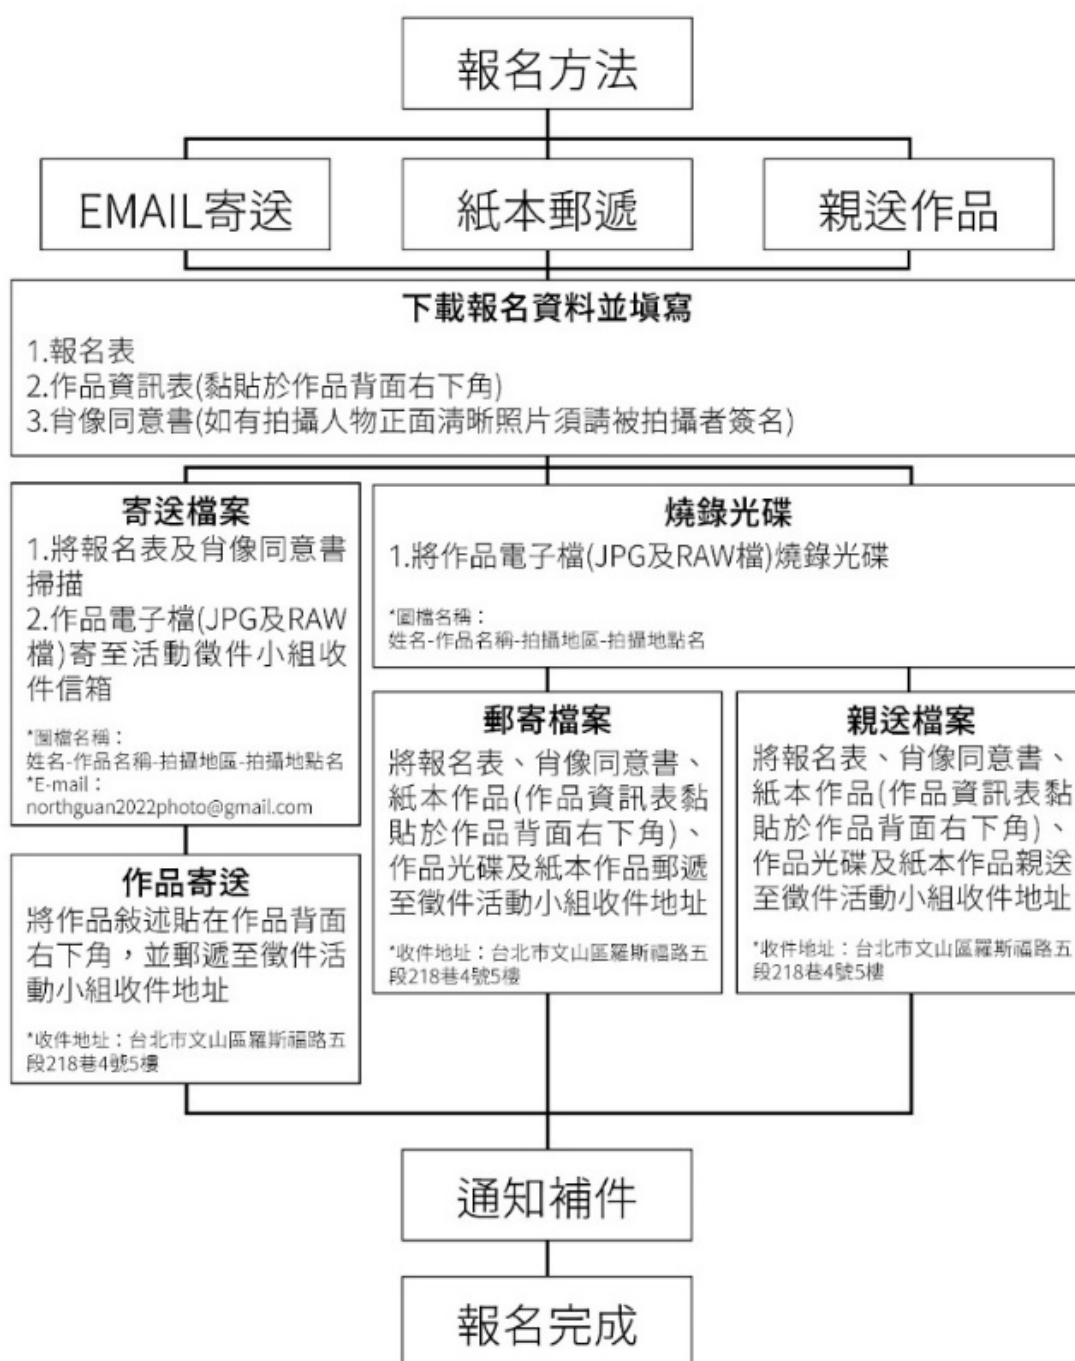 報名方法
EMAIL寄送
紙本郵遞
親送作品
下載報名資料並填寫
1.報名表
2.作品資訊表(黏貼於作品背面右下角)
3.肖像同意書(如有拍攝人物正面清晰照片須請被拍攝者簽名)
寄送檔案
1.將報名表及肖像同意書
掃描
2.作品電子檔(JPG及RAW
檔)寄至活動徵件小組收
件信箱
*圖檔名稱：
姓名-作品名稱-拍攝地區-拍攝地點名
*E-mail：
northguan2022photo@gmail.com
作品寄送
將作品敍述貼在作品背面
右下角，並郵遞至徵件活
動小組收件地址
*收件地址：台北市文山區羅斯福路五
段218巷4號5樓
燒錄光碟
1.將作品電子檔(JPG及RAW檔)燒錄光碟
*圖檔名稱：
姓名-作品名稱-拍攝地區-拍攝地點名
郵寄檔案
將報名表、肖像同意書、
紙本作品(作品資訊表黏
貼於作品背面右下角)、
作品光碟及紙本作品郵遞
至徵件活動小組收件地址
*收件地址：台北市文山區羅斯福路五
段218巷4號5樓
親送檔案
將報名表、肖像同意書、
紙本作品(作品資訊表黏
貼於作品背面右下角)、
作品光碟及紙本作品親送
至徵件活動小組收件地址
*收件地址：台北市文山區羅斯福路五
段218巷4號5樓
通知補件
報名完成